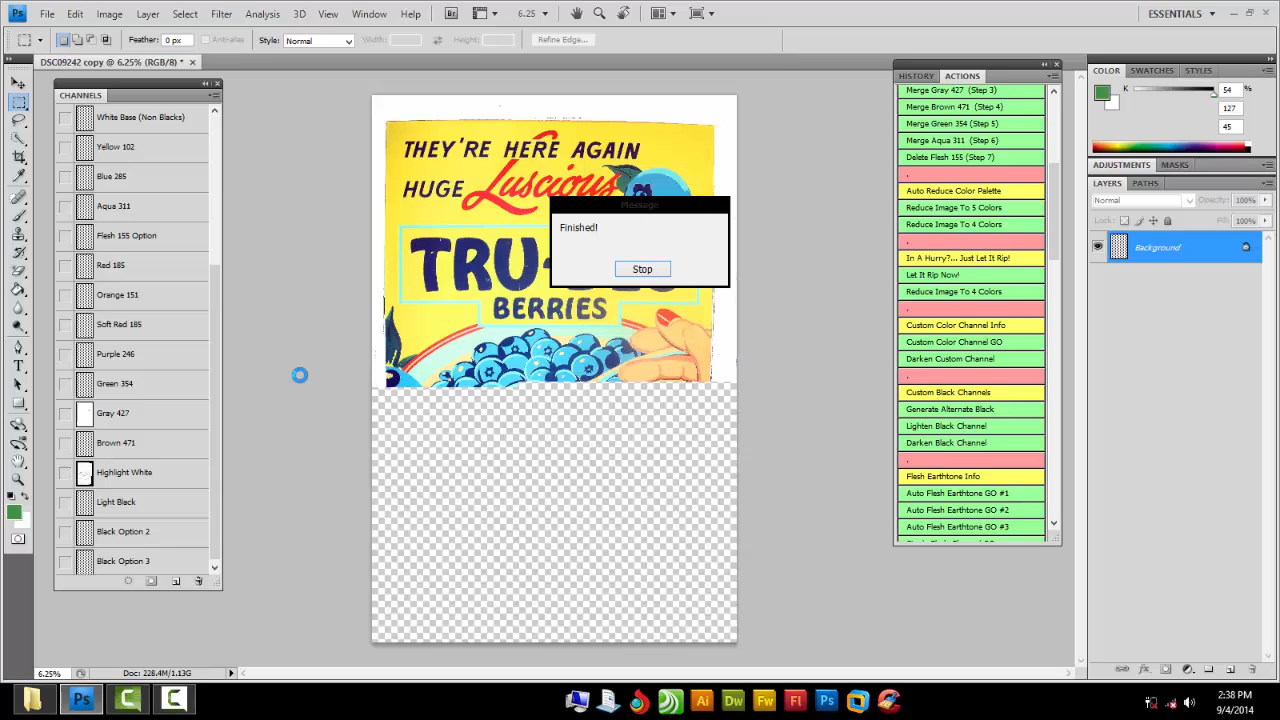 Ps File Edit Image Layer Select Filter Analysis 3D View Window Help Br 6.25 ESSENTIALS
Feather: 0 px Anti-alias Style: Normal Width: Height: Refine Edge...
DSC09242 copy @ 6.25% (RGB/8) *
CHANNELS
White Base (Non Blacks)
Yellow 102
Blue 285
Aqua 311
Flesh 155 Option
Red 185
Orange 151
Soft Red 185
Purple 246
Green 354
Gray 427
Brown 471
Highlight White
Light Black
Black Option 2
Black Option 3
THEY'RE HERE AGAIN
HUGE Luscious
TRU-
BERRIES
Message
Finished!
Stop
HISTORY ACTIONS
Merge Gray 427 (Step 3)
Merge Brown 471 (Step 4)
Merge Green 354 (Step 5)
Merge Aqua 311 (Step 6)
Delete Flesh 155 (Step 7)
.
Auto Reduce Color Palette
Reduce Image To 5 Colors
Reduce Image To 4 Colors
.
In A Hurry?... Just Let It Rip!
Let It Rip Now!
Reduce Image To 4 Colors
.
Custom Color Channel Info
Custom Color Channel GO
Darken Custom Channel
.
Custom Black Channels
Generate Alternate Black
Lighten Black Channel
Darken Black Channel
.
Flesh Earthtone Info
Auto Flesh Earthtone GO #1
Auto Flesh Earthtone GO #2
Auto Flesh Earthtone GO #3
COLOR SWATCHES STYLES
K 54 %
127
45
ADJUSTMENTS MASKS
LAYERS PATHS
Normal Opacity: 100%
Lock: Fill: 100%
Background
6.25% Doc: 228.4M/1.13G
Ps Ai Dw Fw Fl Ps
2:38 PM
9/4/2014